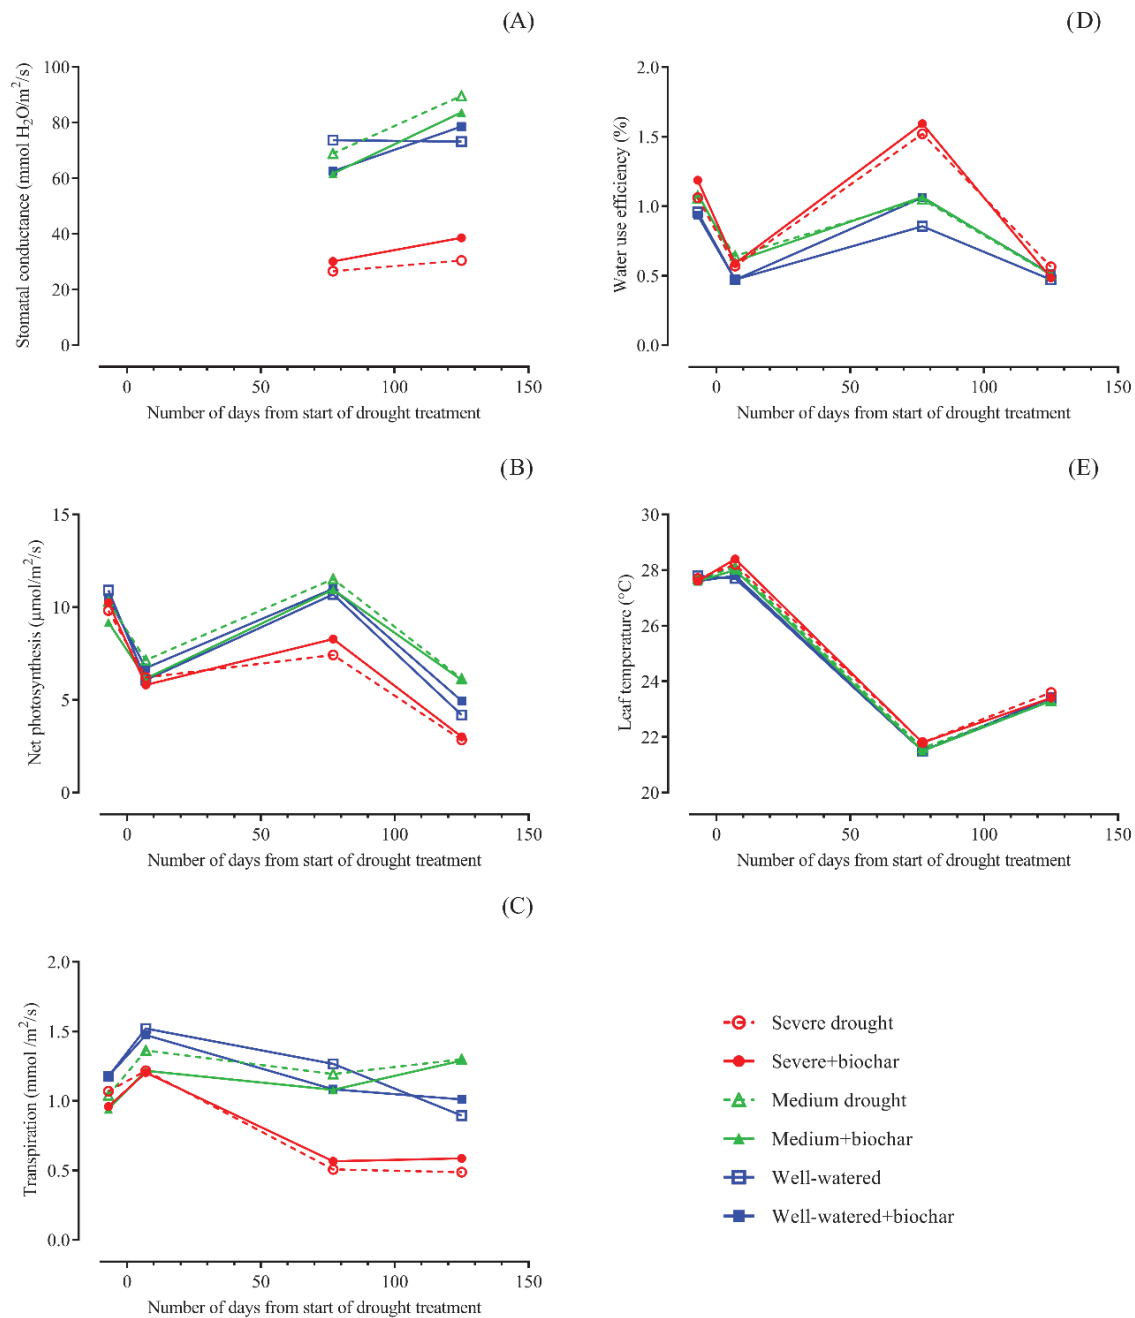 (A)
Stomatal conductance (mmol H₂O/m²/s)
100
80
60
40
20
0
0 50 100 150
Number of days from start of drought treatment
(D)
Water use efficiency (%)
2.0
1.5
1.0
0.5
0.0
0 50 100 150
Number of days from start of drought treatment
(B)
Net photosynthesis (µmol/m²/s)
15
10
5
0
0 50 100 150
Number of days from start of drought treatment
(E)
Leaf temperature (°C)
30
28
26
24
22
20
0 50 100 150
Number of days from start of drought treatment
(C)
Transpiration (mmol /m²/s)
2.0
1.5
1.0
0.5
0.0
0 50 100 150
Number of days from start of drought treatment
Severe drought
Severe+biochar
Medium drought
Medium+biochar
Well-watered
Well-watered+biochar